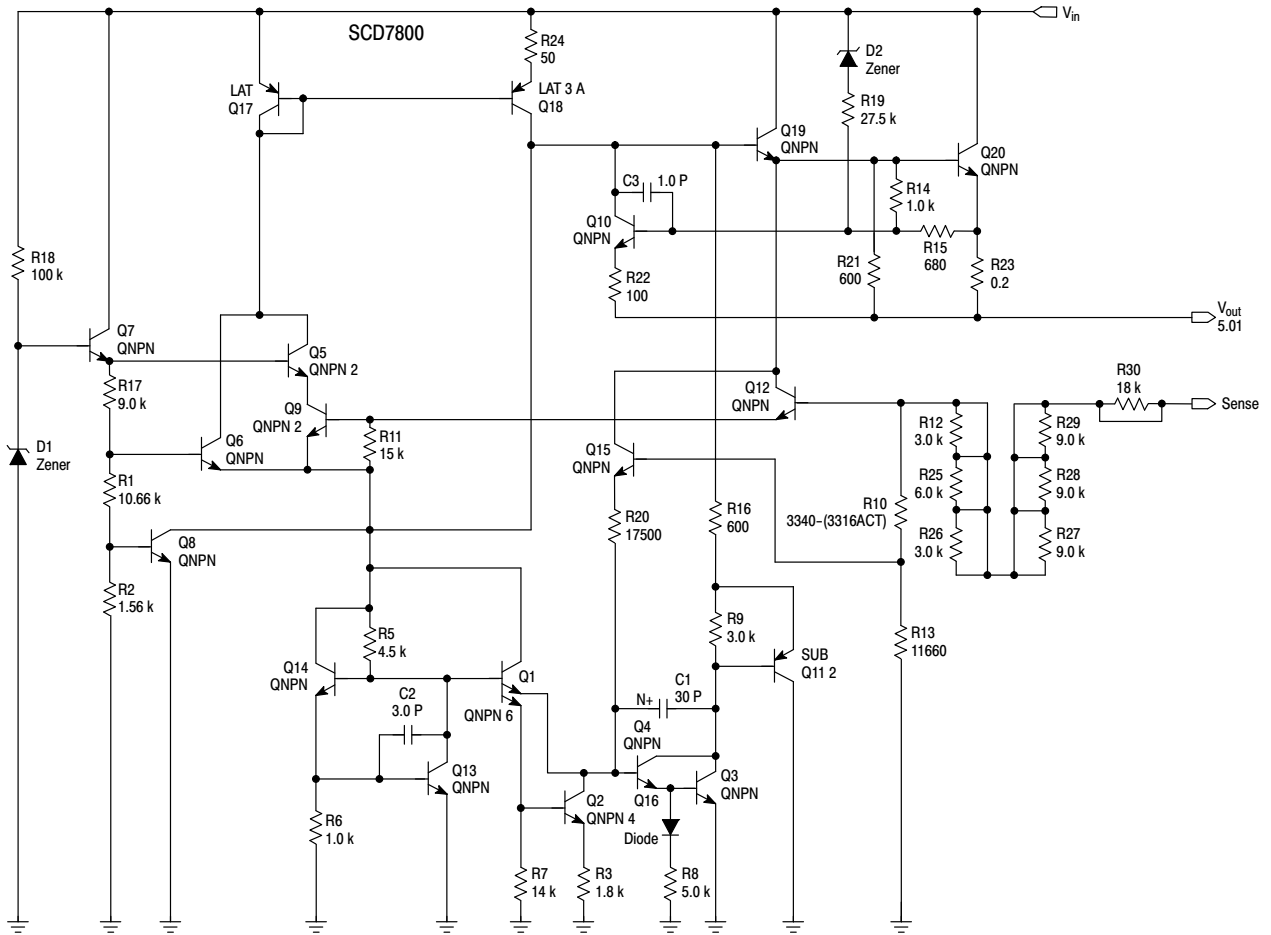 SCD7800
Vin
R24
50
D2
Zener
LAT
Q17
LAT 3 A
Q18
R19
27.5 k
Q19
QNPN
Q20
QNPN
C3
1.0 P
R14
1.0 k
Q10
QNPN
R15
680
R18
100 k
R21
600
R23
0.2
R22
100
Vout
5.01
Q7
QNPN
Q5
QNPN 2
R17
9.0 k
R30
18 k
Sense
Q12
QNPN
Q9
QNPN 2
R12
3.0 k
R29
9.0 k
D1
Zener
Q6
QNPN
R11
15 k
Q15
QNPN
R25
6.0 k
R28
9.0 k
R1
10.66 k
R10
3340-(3316ACT)
R20
17500
R16
600
R26
3.0 k
R27
9.0 k
Q8
QNPN
R2
1.56 k
R9
3.0 k
R5
4.5 k
R13
11660
Q14
QNPN
SUB
Q11 2
Q1
QNPN 6
C2
3.0 P
N+
C1
30 P
Q4
QNPN
Q13
QNPN
Q3
QNPN
Q16
Q2
QNPN 4
R6
1.0 k
Diode
R7
14 k
R3
1.8 k
R8
5.0 k